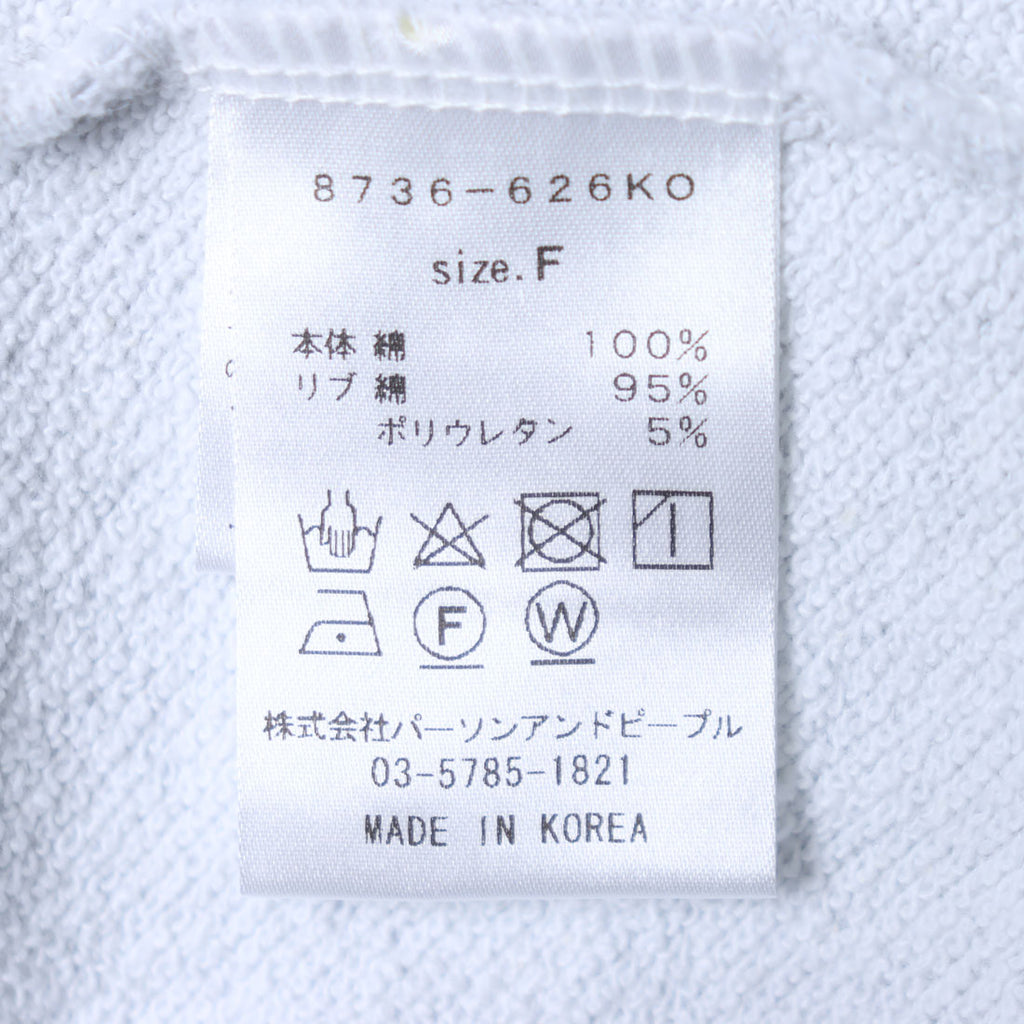 8736-626KO
size.F
本体 綿 100%
リブ 綿 95%
ポリウレタン 5%
F W
株式会社パーソンアンドピープル
03-5785-1821
MADE IN KOREA